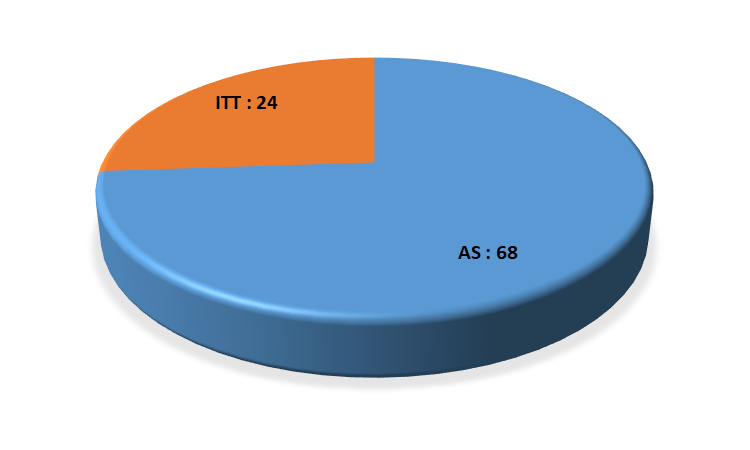 ITT : 24
AS : 68